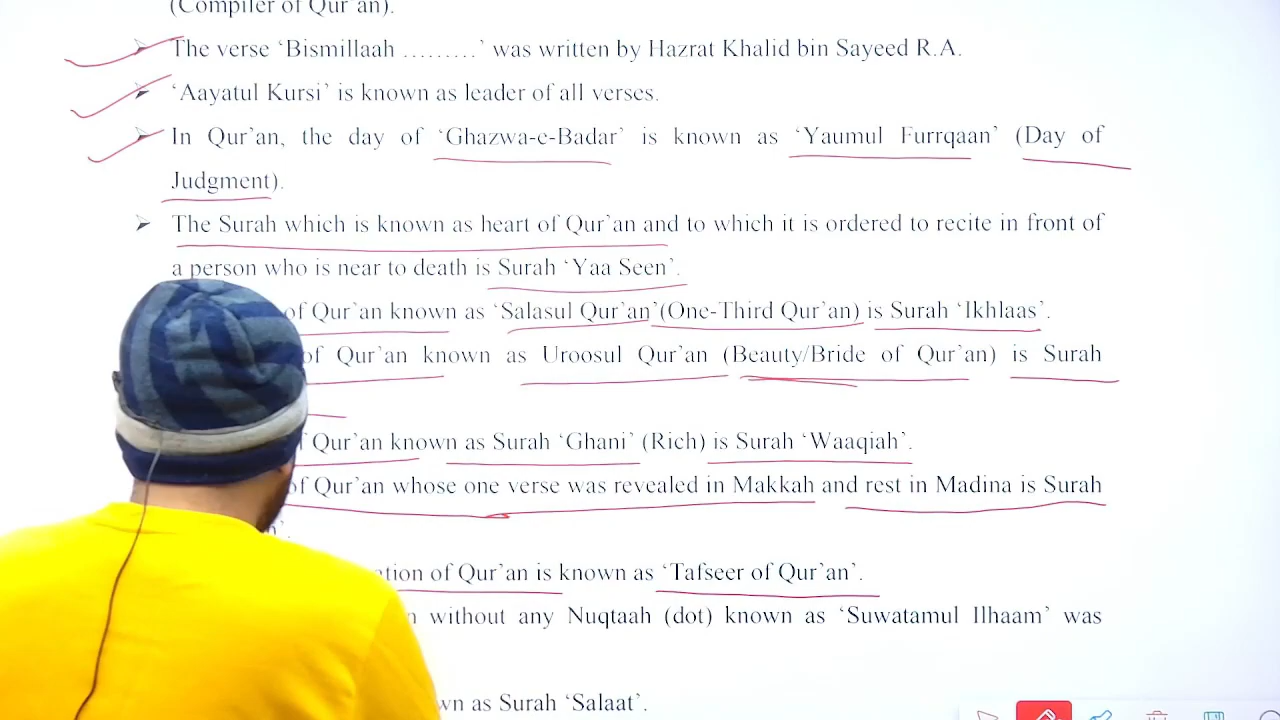 (Compiler of Qur'an).
➢ The verse ‘Bismillaah ………’ was written by Hazrat Khalid bin Sayeed R.A.
➢ ‘Aayatul Kursi’ is known as leader of all verses.
➢ In Qur'an, the day of ‘Ghazwa-e-Badar’ is known as ‘Yaumul Furrqaan’ (Day of
Judgment).
➢ The Surah which is known as heart of Qur'an and to which it is ordered to recite in front of
a person who is near to death is Surah ‘Yaa Seen’.
of Qur'an known as ‘Salasul Qur'an’(One-Third Qur'an) is Surah ‘Ikhlaas’.
of Qur'an known as Uroosul Qur'an (Beauty/Bride of Qur'an) is Surah
Qur'an known as Surah ‘Ghani’ (Rich) is Surah ‘Waaqiah’.
of Qur'an whose one verse was revealed in Makkah and rest in Madina is Surah
of Qur'an is known as ‘Tafseer of Qur'an’.
without any Nuqtaah (dot) known as ‘Suwatamul Ilhaam’ was
as Surah ‘Salaat’.